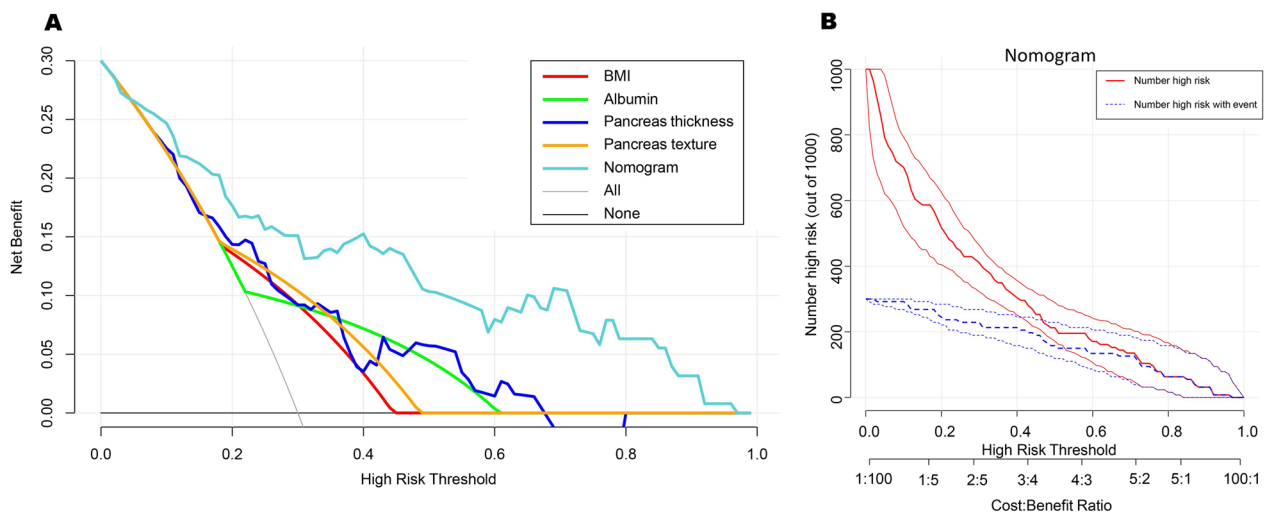 A
0.30
0.25
0.20
0.15
0.10
0.05
0.00
Net Benefit
BMI
Albumin
Pancreas thickness
Pancreas texture
Nomogram
All
None
0.0 0.2 0.4 0.6 0.8 1.0
High Risk Threshold
B
Nomogram
1000
800
600
400
200
0
Number high risk (out of 1000)
Number high risk
Number high risk with event
0.0 0.2 0.4 0.6 0.8 1.0
High Risk Threshold
1:100 1:5 2:5 3:4 4:3 5:2 5:1 100:1
Cost:Benefit Ratio